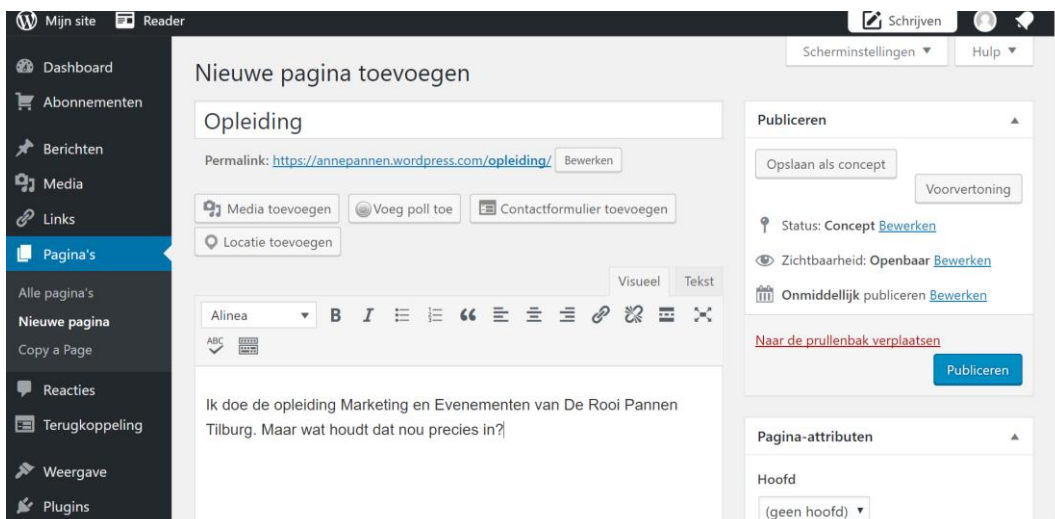 Mijn site Reader Schrijven
Scherminstellingen ▼ Hulp ▼
Dashboard
Abonnementen
Berichten
Media
Links
Pagina's
Alle pagina's
Nieuwe pagina
Copy a Page
Reacties
Terugkoppeling
Weergave
Plugins
Nieuwe pagina toevoegen
Opleiding
Permalink: https://annepannen.wordpress.com/opleiding/ Bewerken
Media toevoegen Voeg poll toe Contactformulier toevoegen
Locatie toevoegen
Visueel Tekst
Alinea ▼ B I
ABC
Ik doe de opleiding Marketing en Evenementen van De Rooi Pannen
Tilburg. Maar wat houdt dat nou precies in?
Publiceren
Opslaan als concept
Voorvertoning
Status: Concept Bewerken
Zichtbaarheid: Openbaar Bewerken
Onmiddellijk publiceren Bewerken
Naar de prullenbak verplaatsen
Publiceren
Pagina-attributen
Hoofd
(geen hoofd) ▼